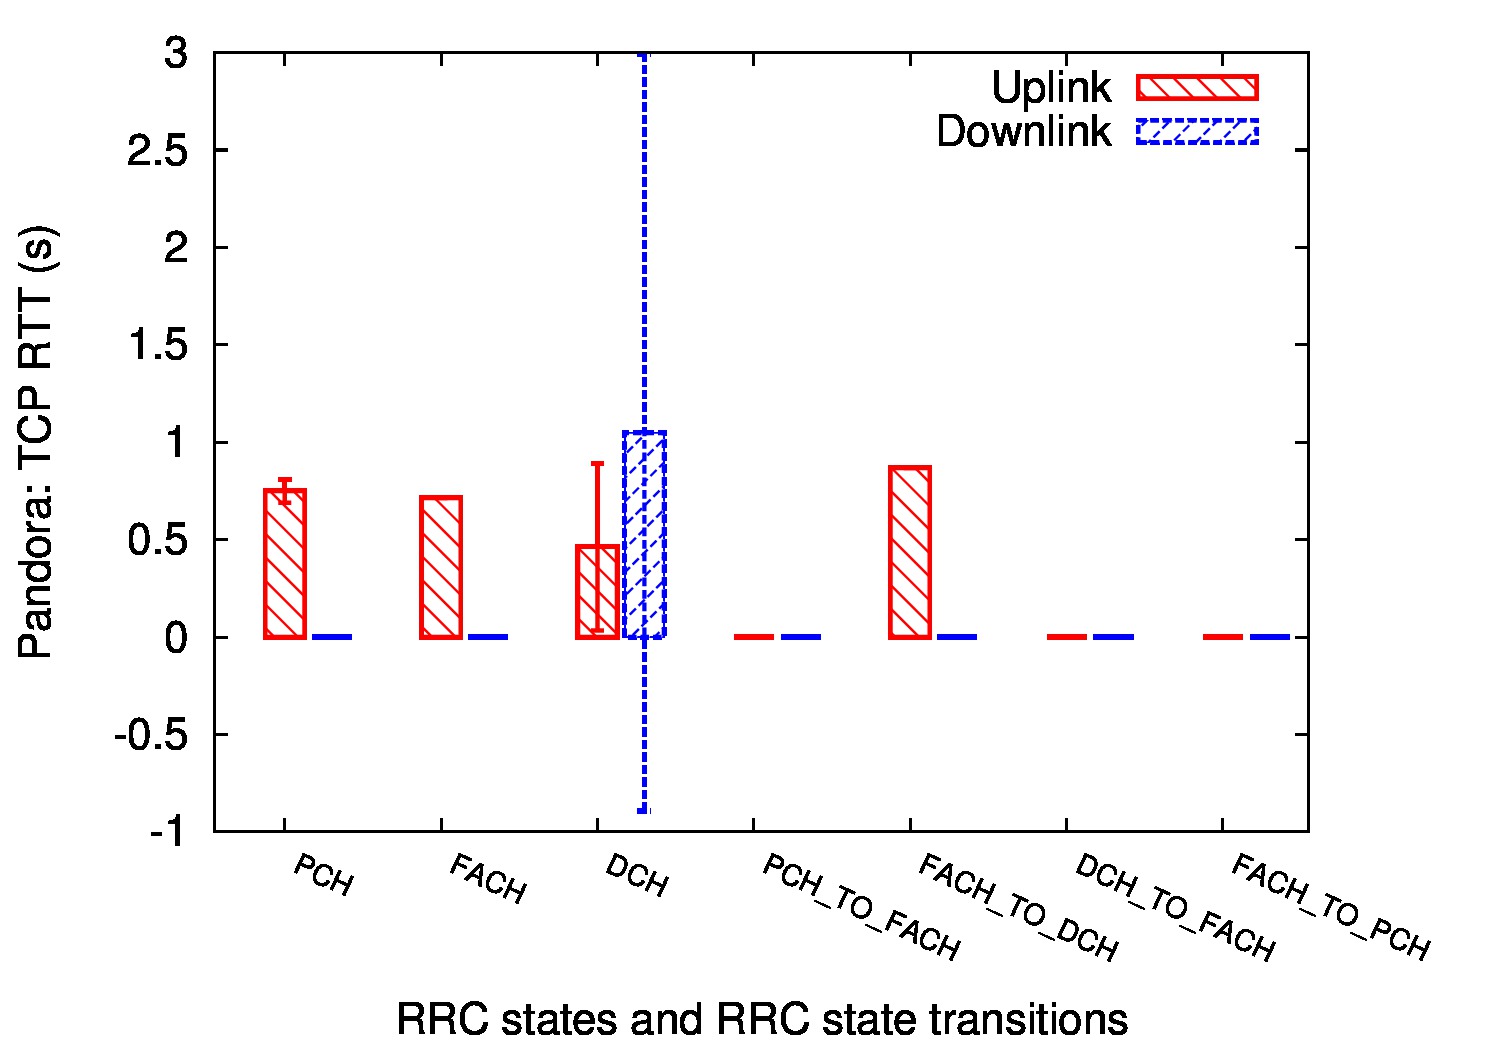 Pandora: TCP RTT (s)
3
2.5
2
1.5
1
0.5
0
-0.5
-1
Uplink
Downlink
PCH
FACH
DCH
PCH_TO_FACH
FACH_TO_DCH
DCH_TO_FACH
FACH_TO_PCH
RRC states and RRC state transitions